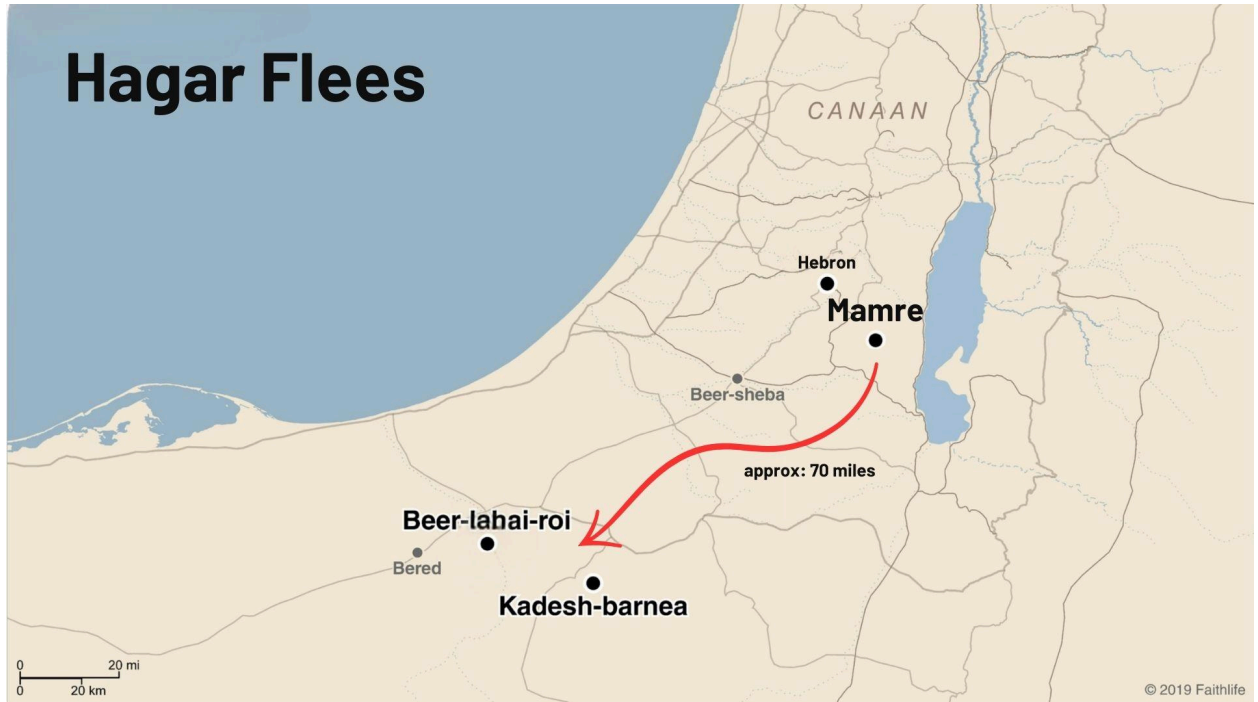 Hagar Flees
CANAAN
Hebron
Mamre
Beer-sheba
approx: 70 miles
Beer-lahai-roi
Bered
Kadesh-barnea
0 20 mi
0 20 km
© 2019 Faithlife